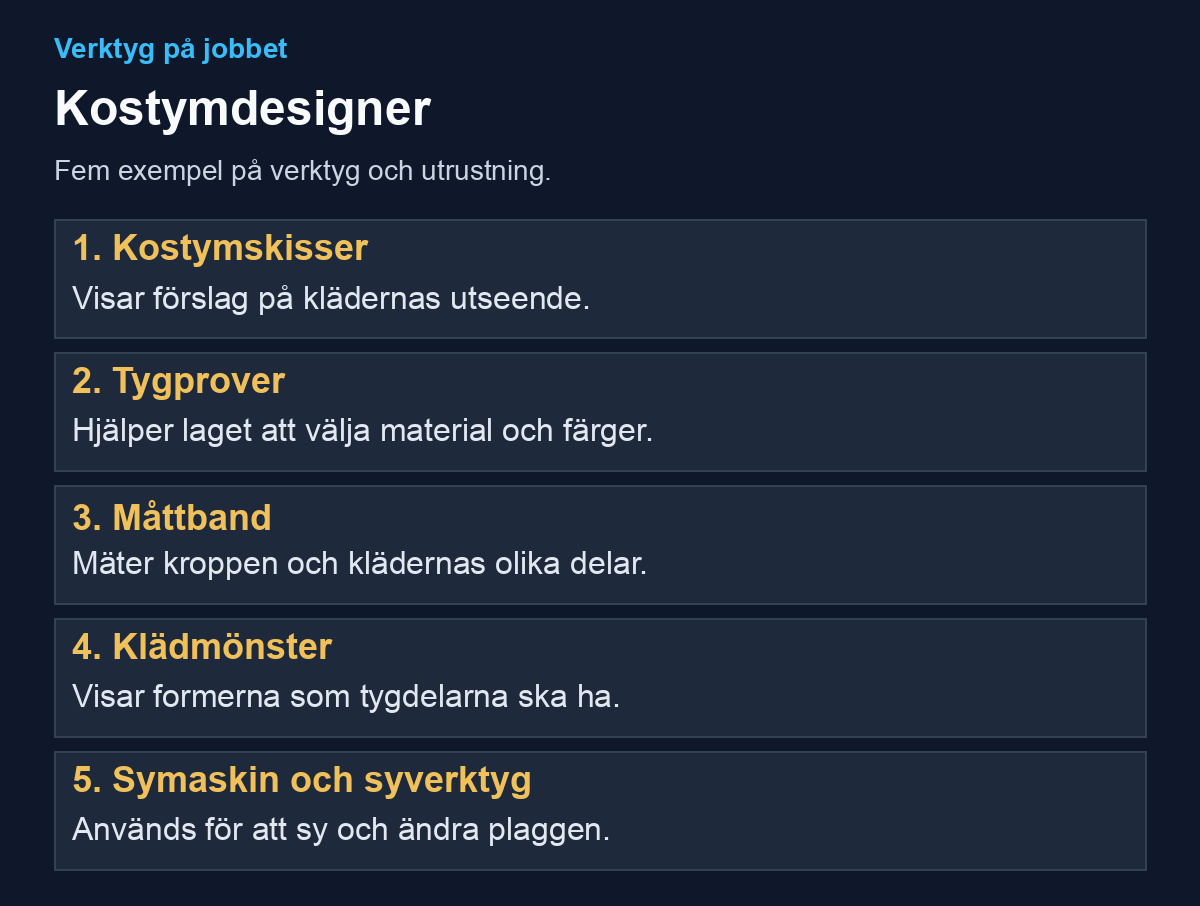 Verktyg på jobbet
Kostymdesigner
Fem exempel på verktyg och utrustning.
1. Kostymskisser
Visar förslag på klädernas utseende.
2. Tygprover
Hjälper laget att välja material och färger.
3. Måttband
Mäter kroppen och klädernas olika delar.
4. Klädmönster
Visar formerna som tygdelarna ska ha.
5. Symaskin och syverktyg
Används för att sy och ändra plaggen.